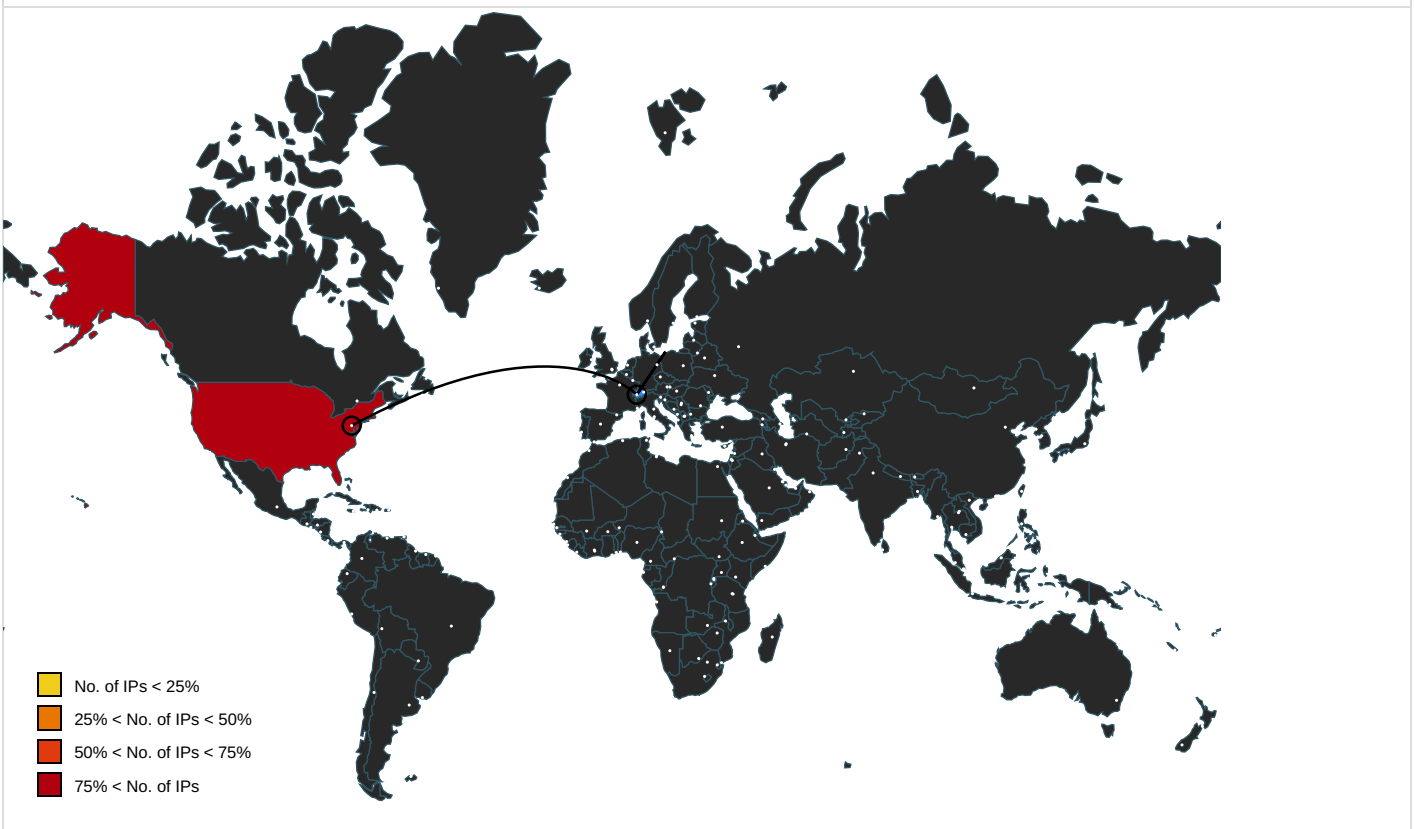 No. of IPs < 25%
25% < No. of IPs < 50%
50% < No. of IPs < 75%
75% < No. of IPs